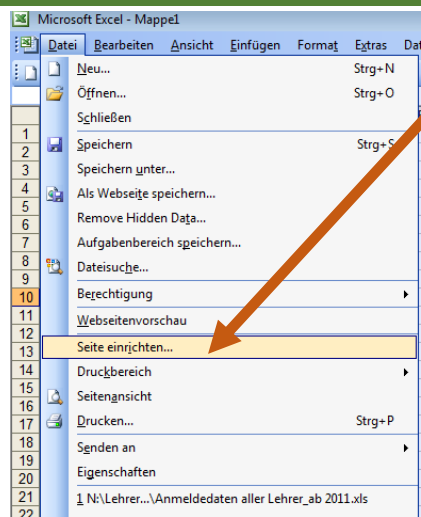 Microsoft Excel - Mappe1
Datei Bearbeiten Ansicht Einfügen Format Extras Dat
Neu... Strg+N
Öffnen... Strg+O
Schließen
1
Speichern Strg+S
2
Speichern unter...
3
Als Webseite speichern...
4
5
Remove Hidden Data...
6
Aufgabenbereich speichern...
7
Dateisuche...
8
9
Berechtigung
10
Webseitenvorschau
11
12
Seite einrichten...
13
Druckbereich
14
15
Seitenansicht
16
Drucken... Strg+P
17
Senden an
18
19
Eigenschaften
20
1 N:\Lehrer...\Anmeldedaten aller Lehrer_ab 2011.xls
21
22